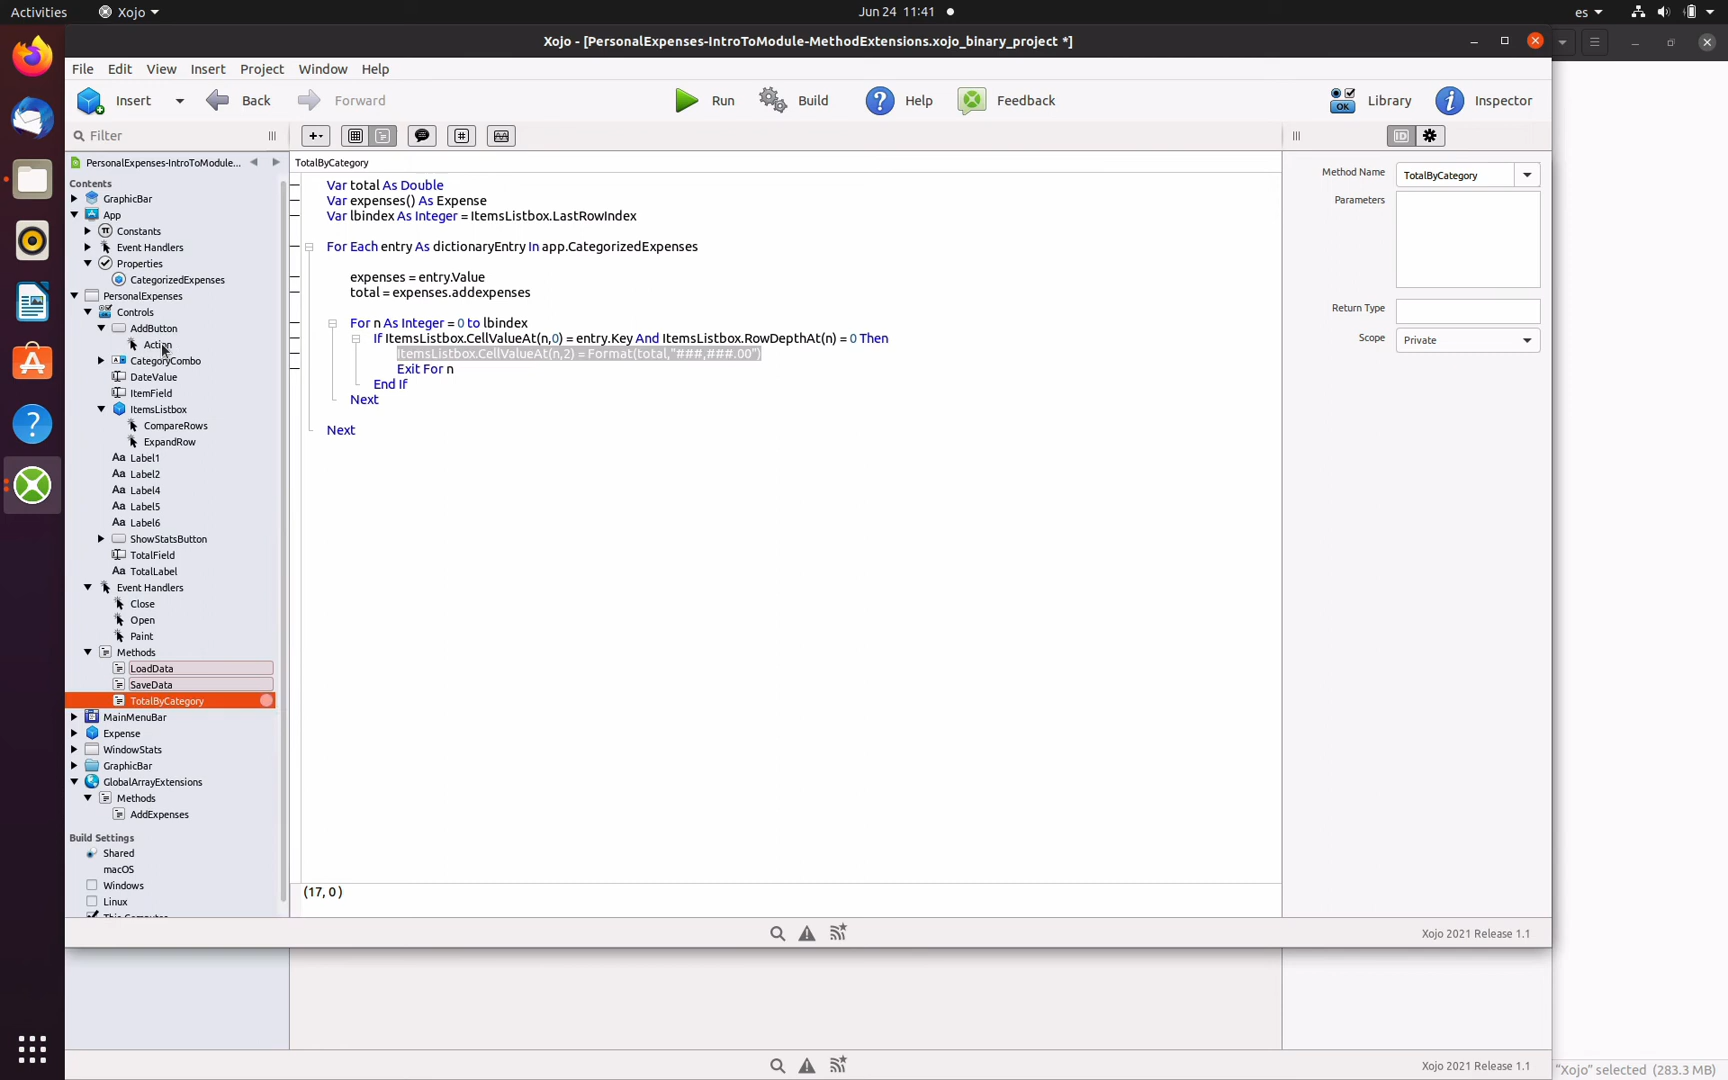 Activities
Xojo
Jun 24 11:41
es
Xojo - [PersonalExpenses-IntroToModule-MethodExtensions.xojo_binary_project *]
File Edit View Insert Project Window Help
Insert Back Forward Run Build Help Feedback Library Inspector
Filter
PersonalExpenses-IntroToModule...
Contents
GraphicBar
App
Constants
Event Handlers
Properties
CategorizedExpenses
PersonalExpenses
Controls
AddButton
Action
CategoryCombo
DateValue
ItemField
ItemsListbox
CompareRows
ExpandRow
Label1
Label2
Label4
Label5
Label6
ShowStatsButton
TotalField
TotalLabel
Event Handlers
Close
Open
Paint
Methods
LoadData
SaveData
TotalByCategory
MainMenuBar
Expense
WindowStats
GraphicBar
GlobalArrayExtensions
Methods
AddExpenses
Build Settings
Shared
macOS
Windows
Linux
This Computer
TotalByCategory
Var total As Double
Var expenses() As Expense
Var lbindex As Integer = ItemsListbox.LastRowIndex
For Each entry As dictionaryEntry In app.CategorizedExpenses
expenses = entry.Value
total = expenses.addexpenses
For n As Integer = 0 to lbindex
If ItemsListbox.CellValueAt(n,0) = entry.Key And ItemsListbox.RowDepthAt(n) = 0 Then
ItemsListbox.CellValueAt(n,2) = Format(total,"###,###.00")
Exit For n
End If
Next
Next
(17, 0 )
ID
Method Name TotalByCategory
Parameters
Return Type
Scope Private
Xojo 2021 Release 1.1
Xojo 2021 Release 1.1
"Xojo" selected (283.3 MB)